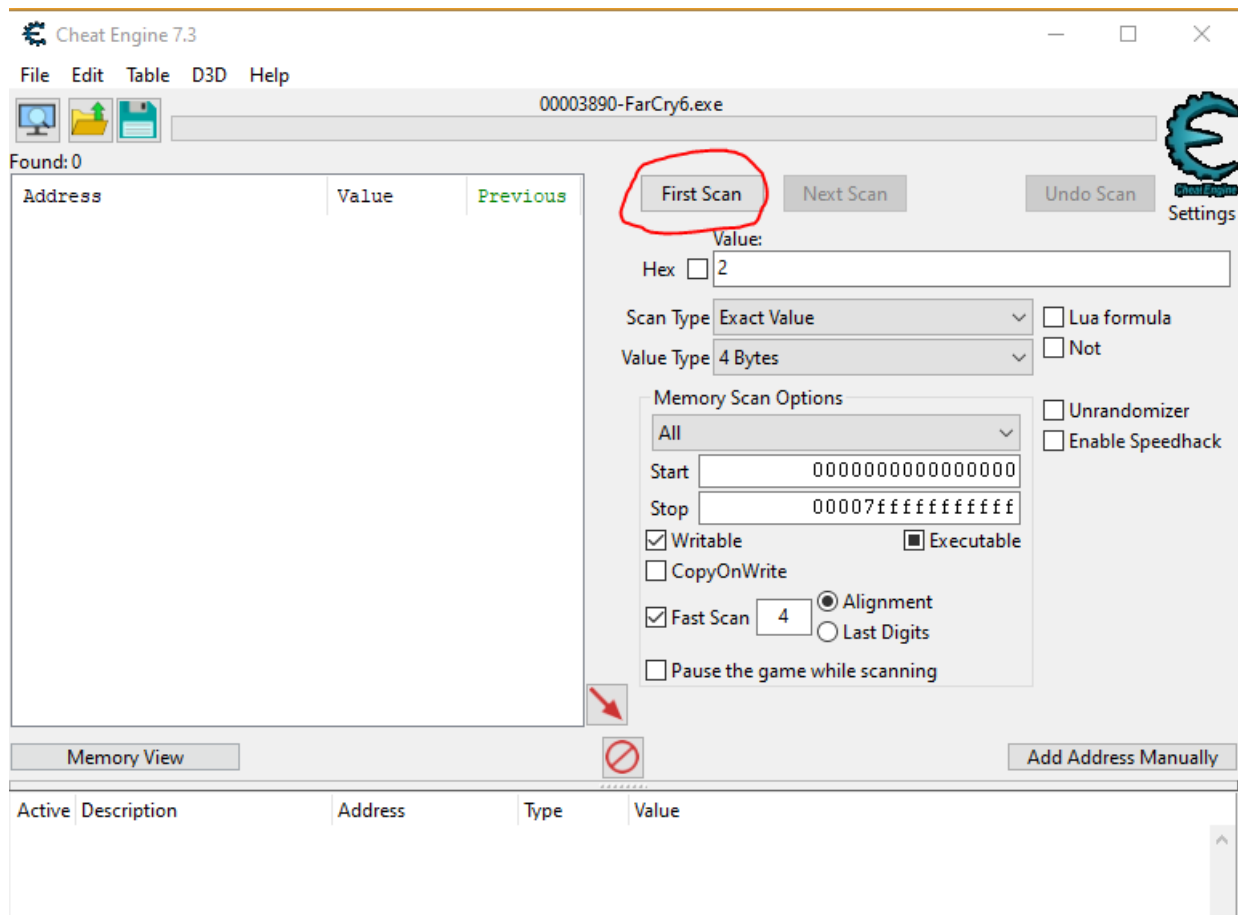 Cheat Engine 7.3
File Edit Table D3D Help
00003890-FarCry6.exe
Found: 0
Address Value Previous
First Scan Next Scan Undo Scan
Cheat Engine
Settings
Value:
Hex 2
Scan Type Exact Value Lua formula
Value Type 4 Bytes Not
Memory Scan Options
All
Unrandomizer
Enable Speedhack
Start 0000000000000000
Stop 00007fffffffffff
Writable Executable
CopyOnWrite
Fast Scan 4 Alignment
Last Digits
Pause the game while scanning
Memory View Add Address Manually
Active Description Address Type Value